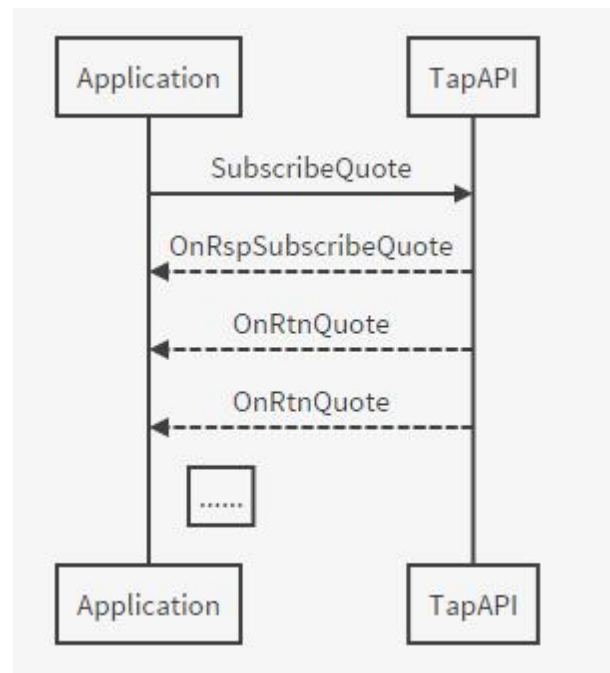 Application TapAPI
SubscribeQuote
OnRspSubscribeQuote
OnRtnQuote
OnRtnQuote
......
Application TapAPI